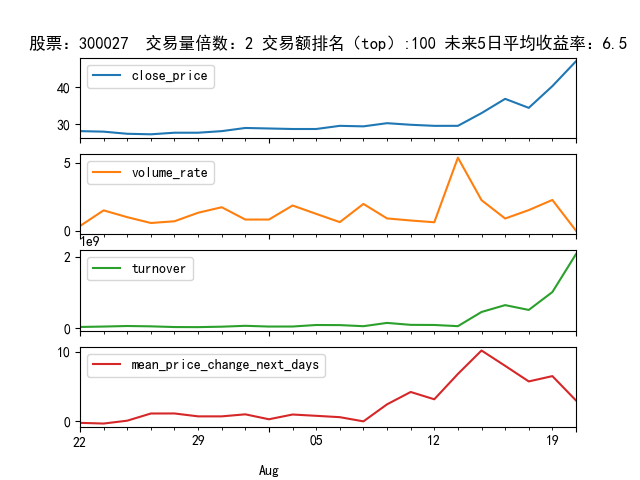 股票：300027  交易量倍数：2 交易额排名（top）:100 未来5日平均收益率：6.5
close_price
40
30
volume_rate
5
0
1e9
turnover
2
0
mean_price_change_next_days
10
0
22 29 05 12 19
Aug